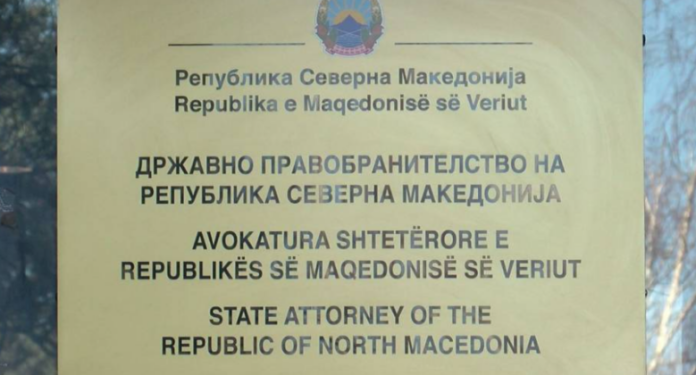 Република Северна Македонија
Republika e Maqedonisë së Veriut
ДРЖАВНО ПРАВОБРАНИТЕЛСТВО НА
РЕПУБЛИКА СЕВЕРНА МАКЕДОНИЈА
AVOKATURA SHTETËRORE E
REPUBLIKËS SË MAQEDONISË SË VERIUT
STATE ATTORNEY OF THE
REPUBLIC OF NORTH MACEDONIA